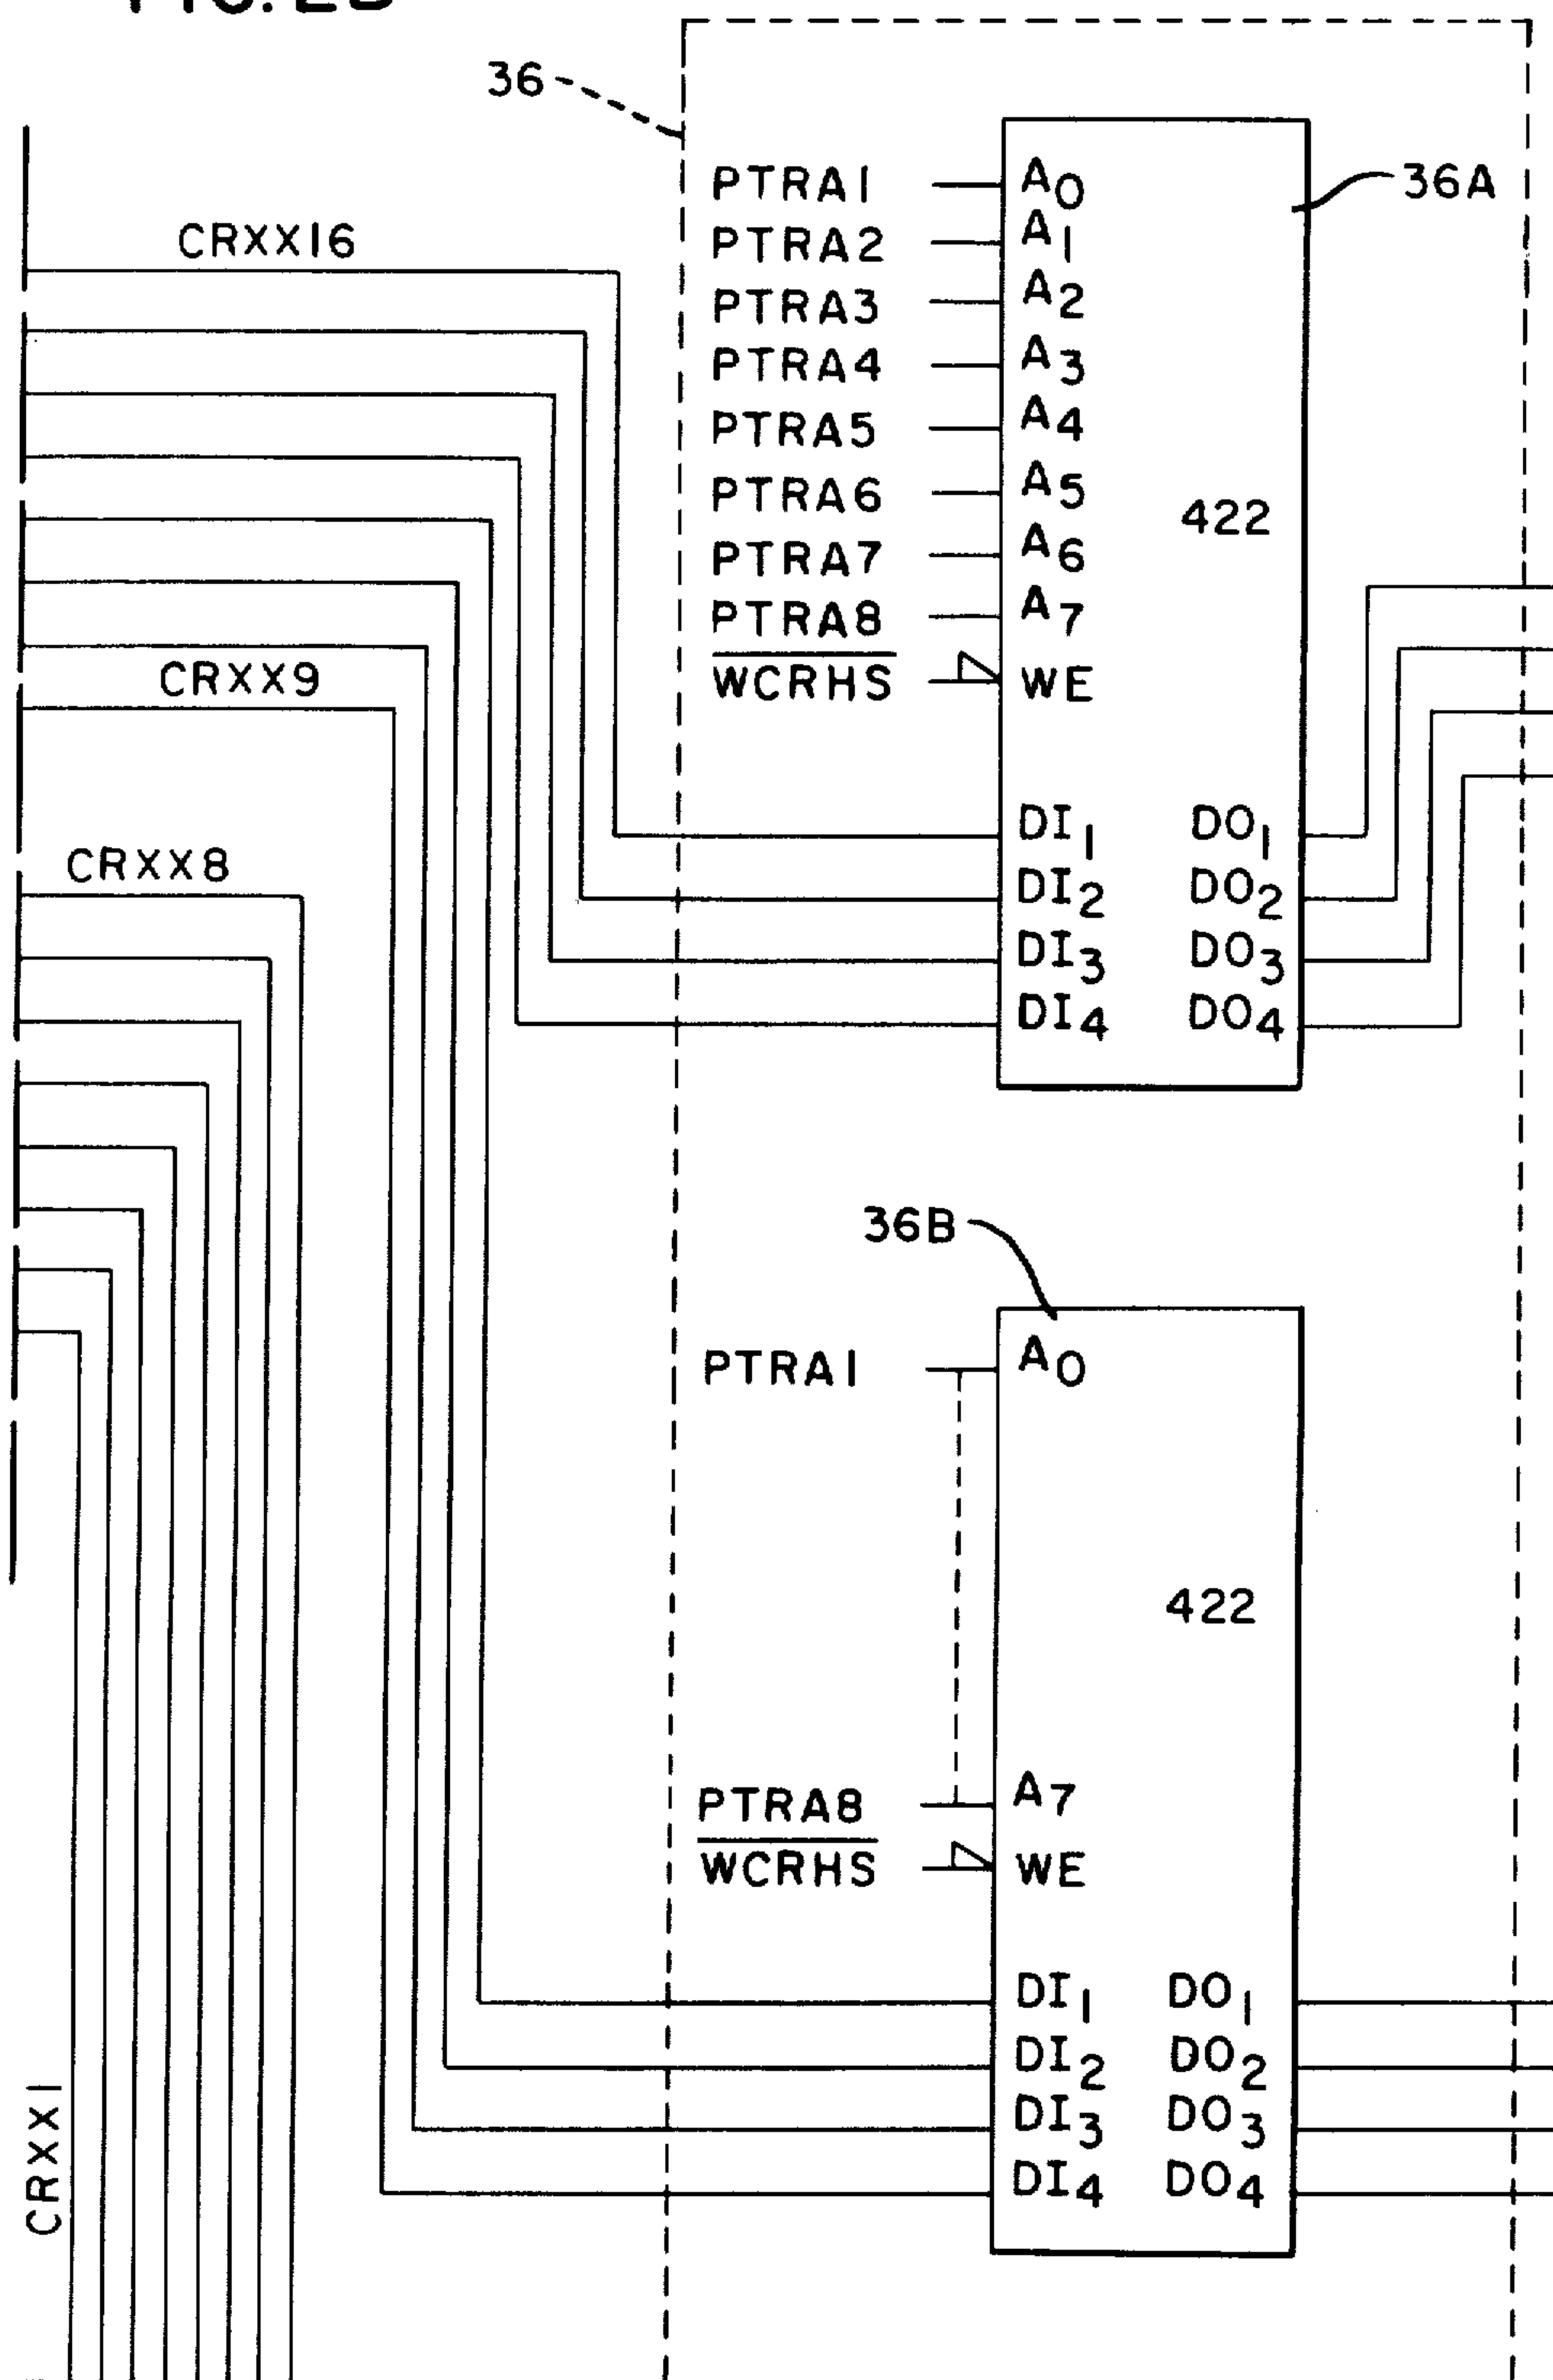 36
36A
PTRA1 A0
PTRA2 A1
PTRA3 A2
PTRA4 A3
PTRA5 A4
PTRA6 A5
PTRA7 A6
PTRA8 A7
WCRHS WE
422
DI1 DO1
DI2 DO2
DI3 DO3
DI4 DO4
CRXX16
CRXX9
CRXX8
CRXX1
36B
PTRA1 A0
422
PTRA8 A7
WCRHS WE
DI1 DO1
DI2 DO2
DI3 DO3
DI4 DO4